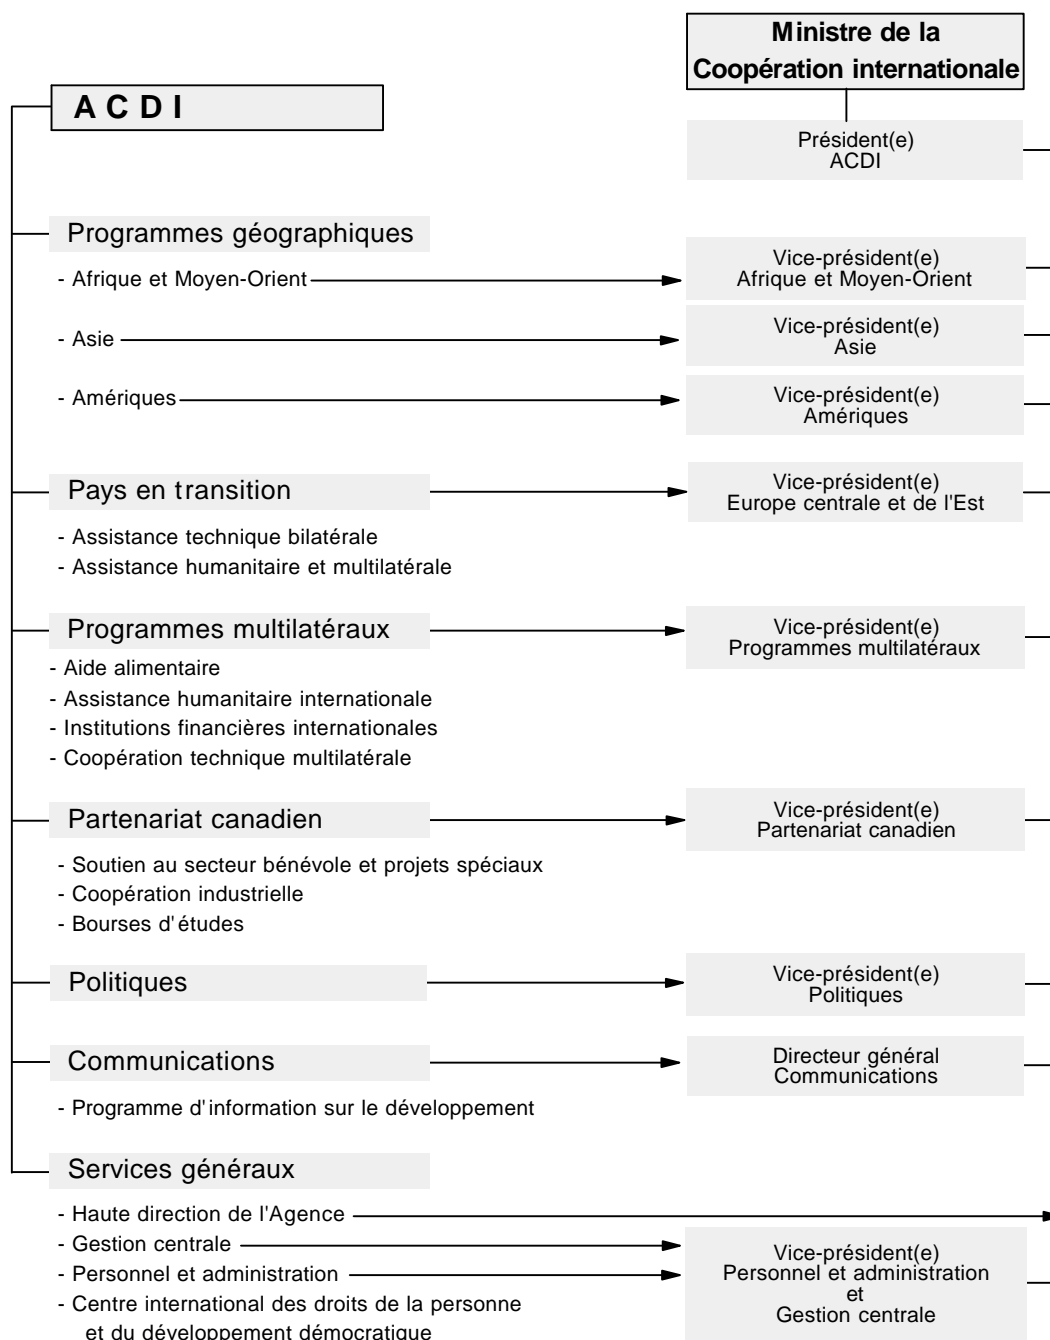 Ministre de la
Coopération internationale
A C D I
Président(e)
ACDI
Programmes géographiques
- Afrique et Moyen-Orient
Vice-président(e)
Afrique et Moyen-Orient
- Asie
Vice-président(e)
Asie
- Amériques
Vice-président(e)
Amériques
Pays en transition
Vice-président(e)
Europe centrale et de l'Est
- Assistance technique bilatérale
- Assistance humanitaire et multilatérale
Programmes multilatéraux
Vice-président(e)
Programmes multilatéraux
- Aide alimentaire
- Assistance humanitaire internationale
- Institutions financières internationales
- Coopération technique multilatérale
Partenariat canadien
Vice-président(e)
Partenariat canadien
- Soutien au secteur bénévole et projets spéciaux
- Coopération industrielle
- Bourses d'études
Politiques
Vice-président(e)
Politiques
Communications
Directeur général
Communications
- Programme d'information sur le développement
Services généraux
- Haute direction de l'Agence
- Gestion centrale
- Personnel et administration
- Centre international des droits de la personne
et du développement démocratique
Vice-président(e)
Personnel et administration
et
Gestion centrale